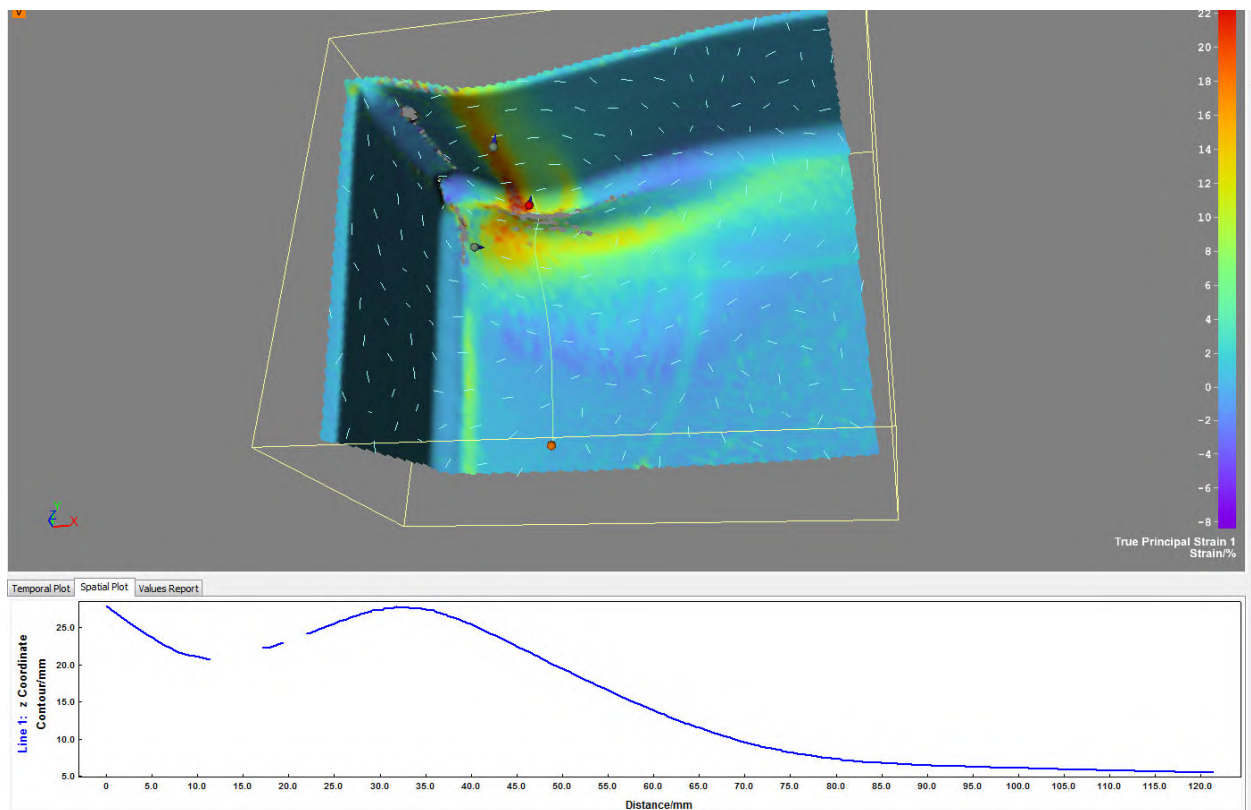 V
22
20
18
16
14
12
10
8
6
4
2
0
-2
-4
-6
-8
True Principal Strain 1
Strain/%
Y
Z
X
Temporal Plot Spatial Plot Values Report
Line 1: z Coordinate
Contour/mm
25.0
20.0
15.0
10.0
5.0
0 5.0 10.0 15.0 20.0 25.0 30.0 35.0 40.0 45.0 50.0 55.0 60.0 65.0 70.0 75.0 80.0 85.0 90.0 95.0 100.0 105.0 110.0 115.0 120.0
Distance/mm